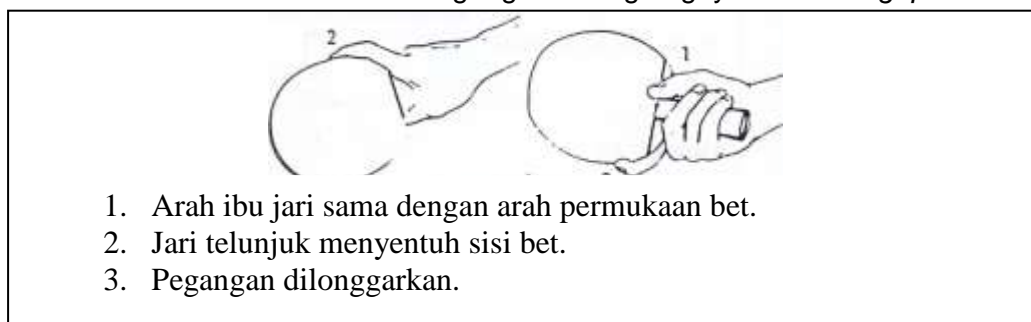 2
1
1. Arah ibu jari sama dengan arah permukaan bet.
2. Jari telunjuk menyentuh sisi bet.
3. Pegangan dilonggarkan.